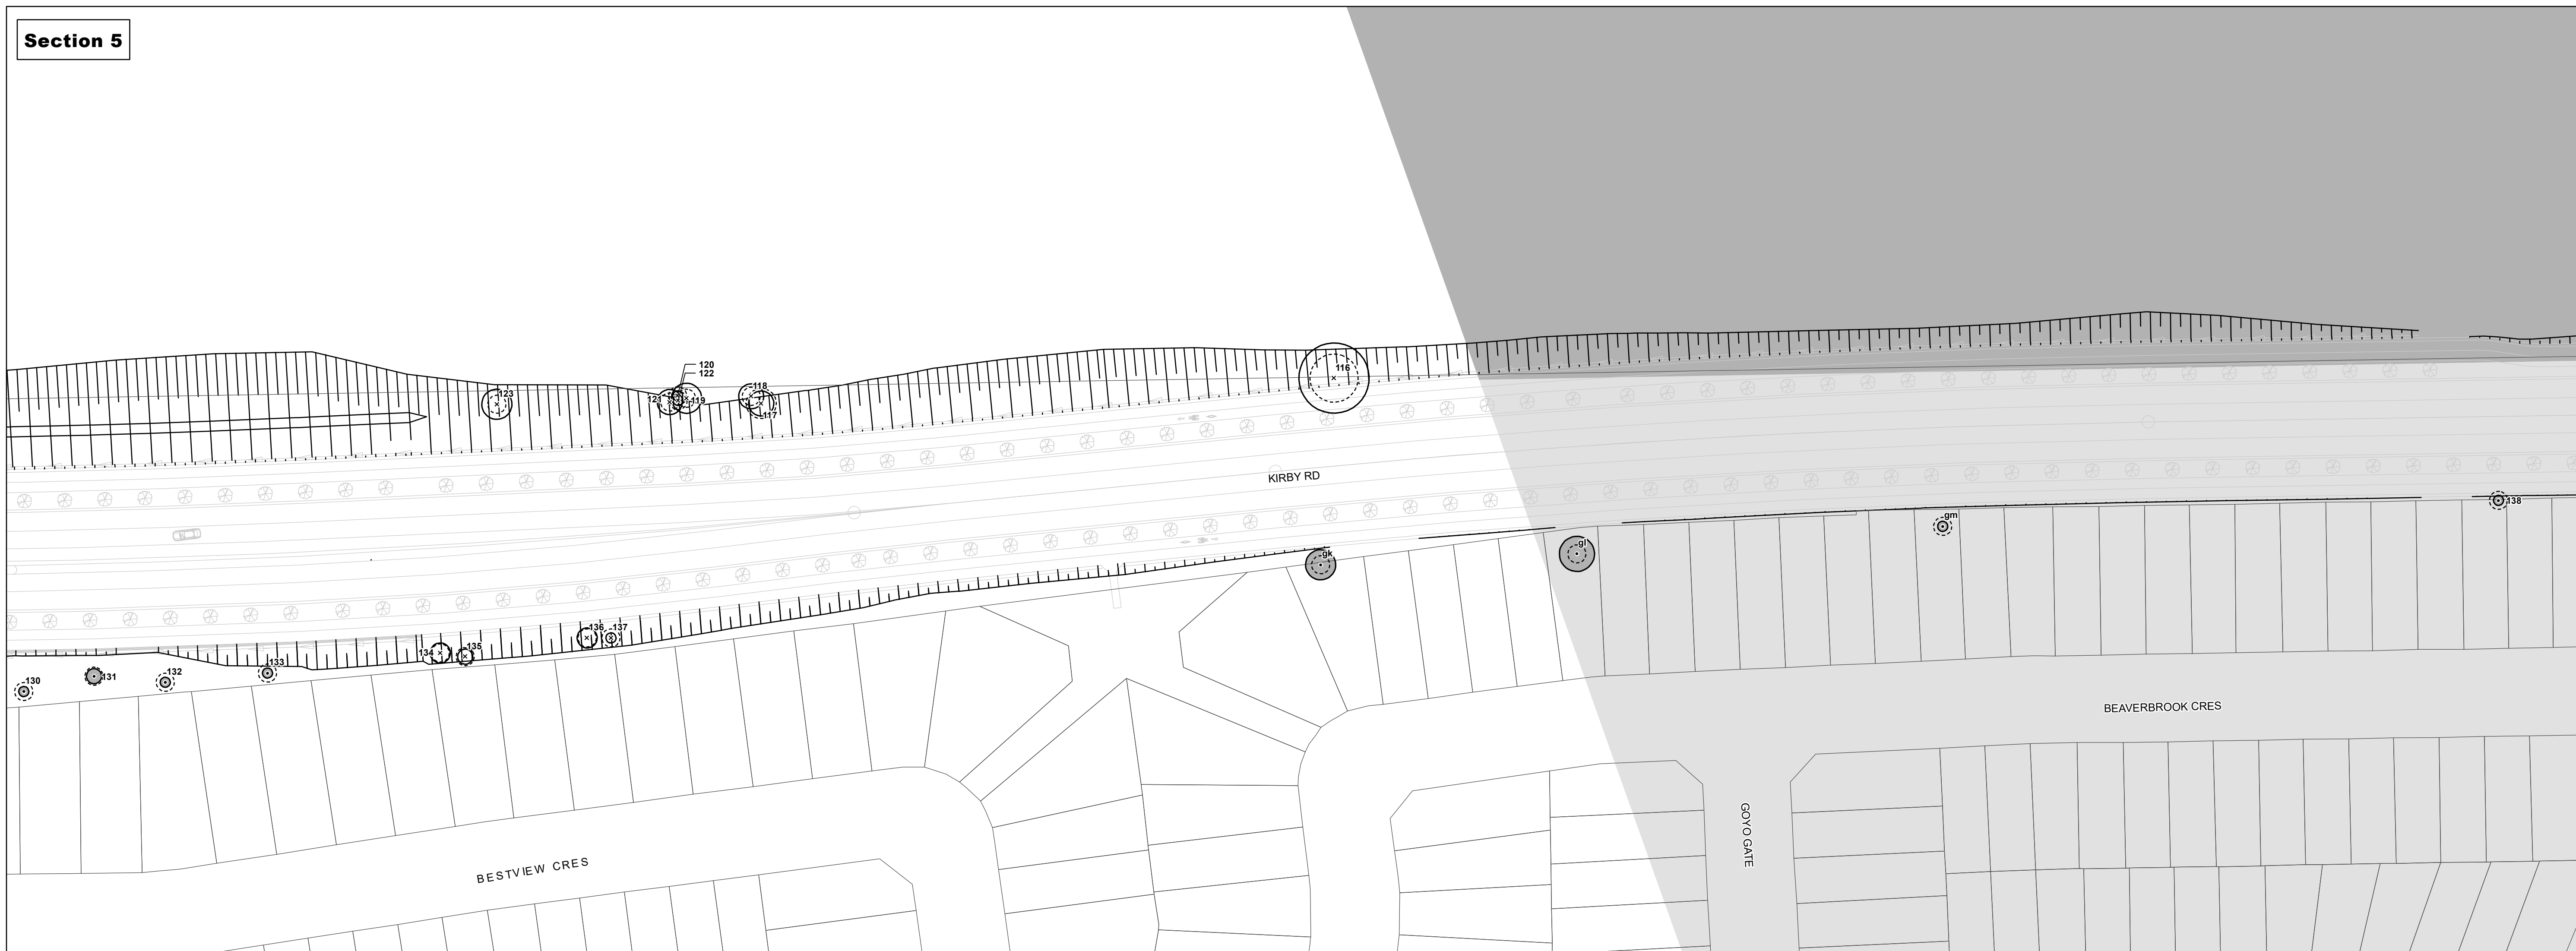 Section 5
120
122
123
121
119
118
117
116
KIRBY RD
138
gm
gl
gk
136
137
134
135
133
132
131
130
BEAVERBROOK CRES
GOYO GATE
BESTVIEW CRES